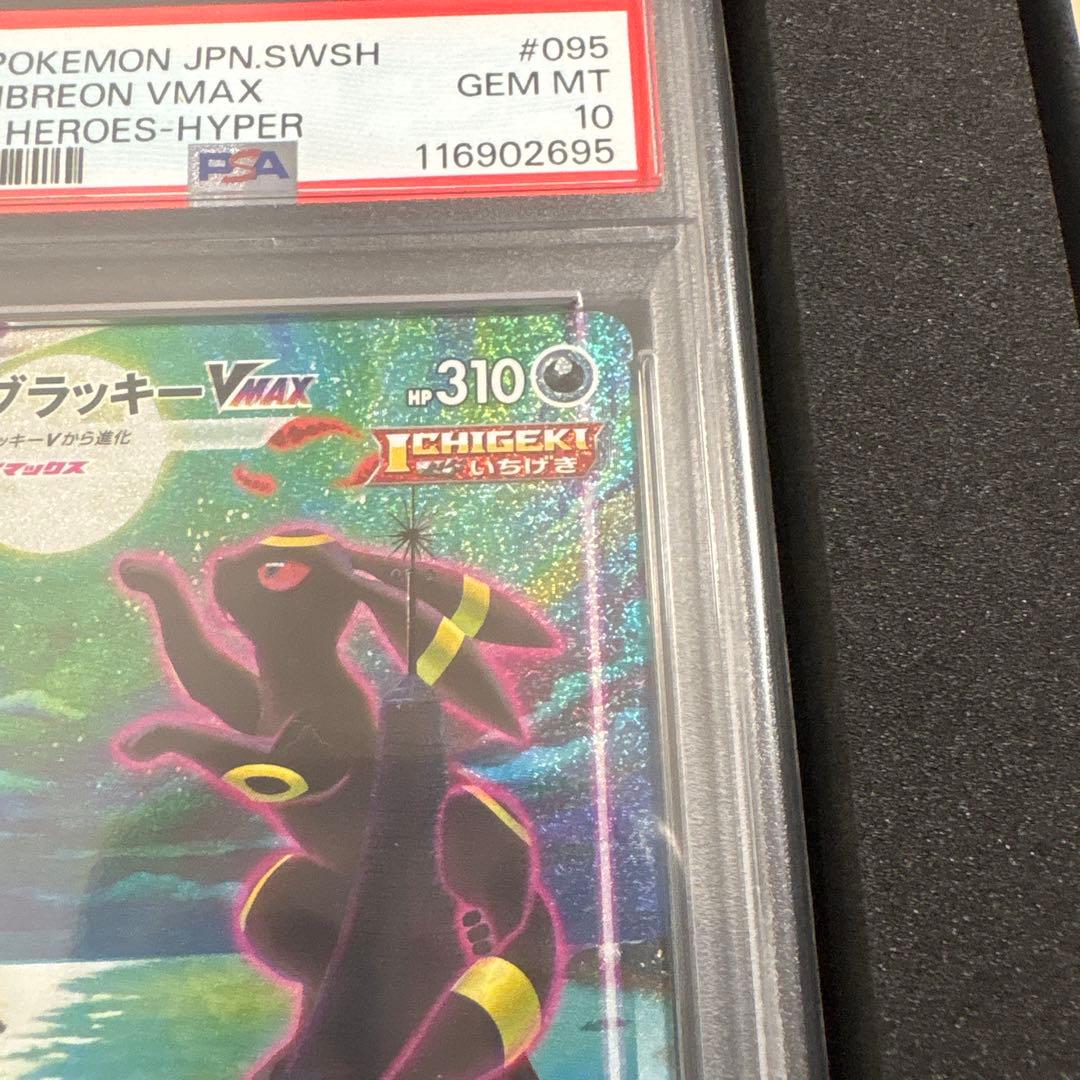 POKEMON JPN.SWSH #095
MBREON VMAX GEM MT
HEROES-HYPER 10
PSA 116902695
ブラッキーVMAX HP310
ッキーVから進化
ICHIGEKI
マックス
いちげき